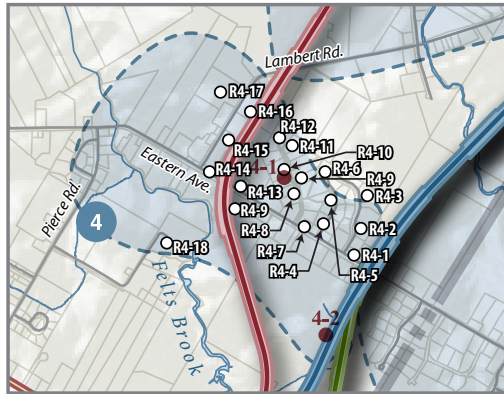 Lambert Rd.
R4-17
R4-16
R4-12
R4-11
R4-15
R4-10
Eastern Ave.
4-1
R4-14
R4-6
R4-9
Pierce Rd.
R4-13
R4-3
4
R4-9
R4-8
R4-2
R4-18
R4-7
R4-1
R4-4
R4-5
Felts Brook
4-2